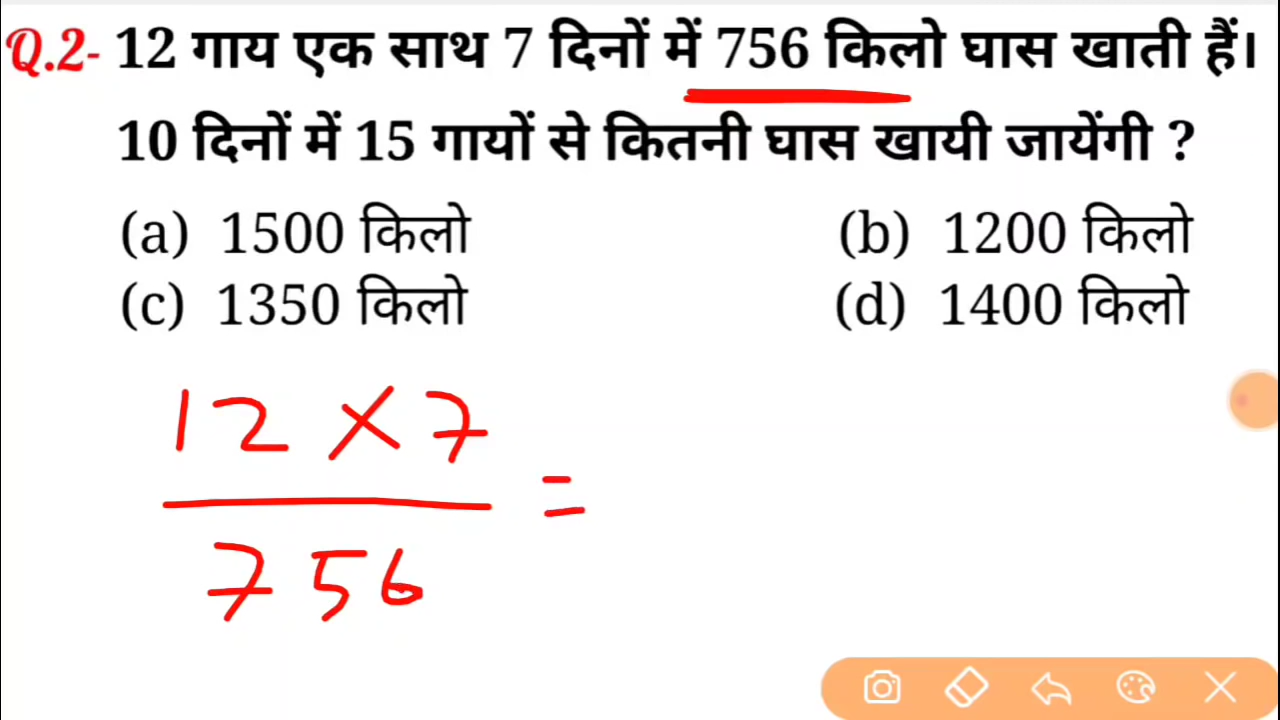 Q.2- 12 गाय एक साथ 7 दिनों में 756 किलो घास खाती हैं।
10 दिनों में 15 गायों से कितनी घास खायी जायेंगी ?
(a) 1500 किलो (b) 1200 किलो
(c) 1350 किलो (d) 1400 किलो
12 × 7
=
756